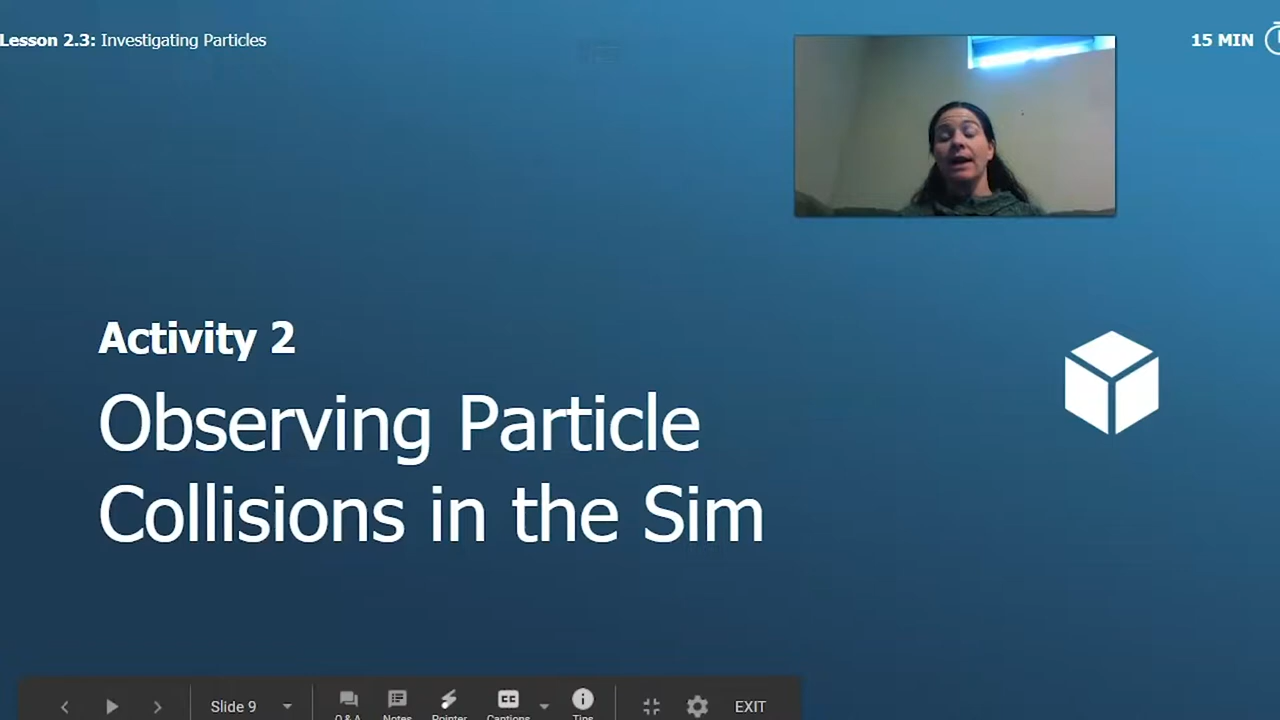 Lesson 2.3: Investigating Particles
15 MIN
Activity 2
Observing Particle
Collisions in the Sim
Slide 9
Q&A
Notes
Pointer
Captions
Tips
EXIT